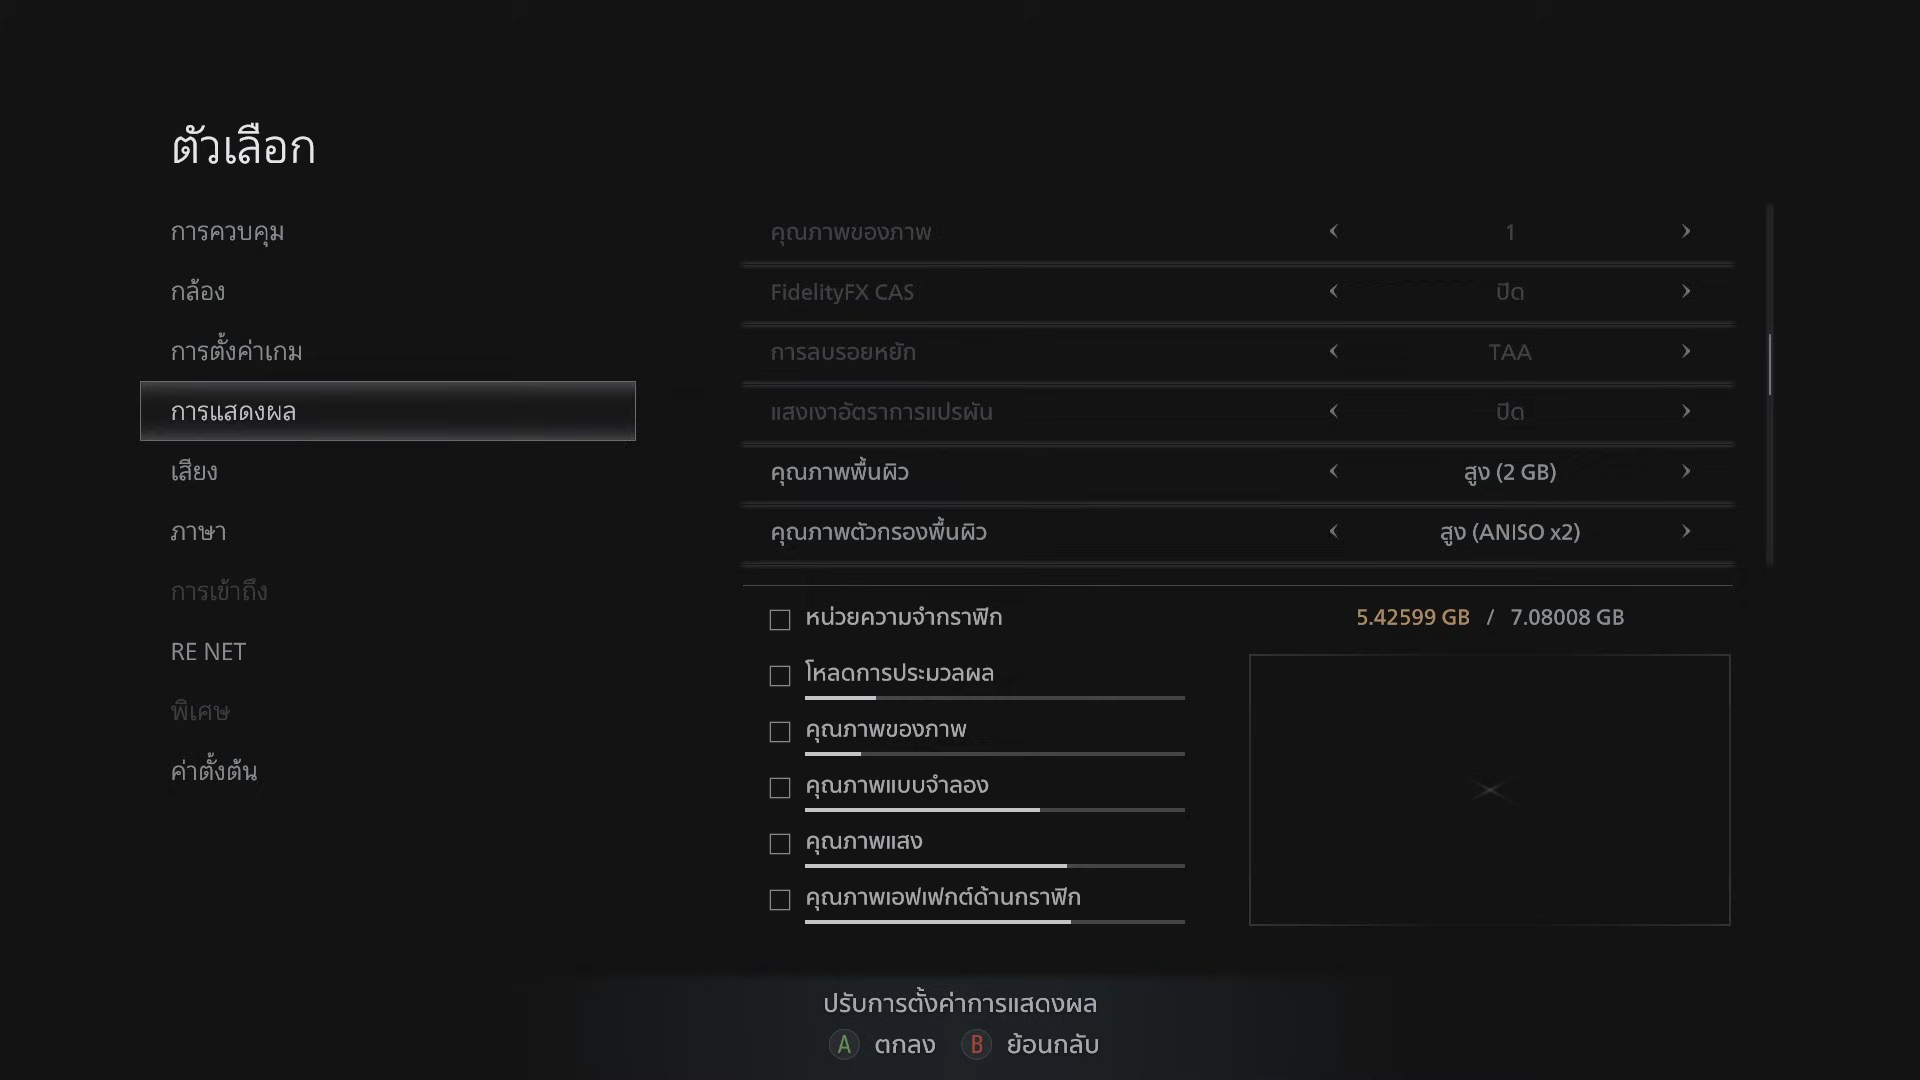 ตัวเลือก
การควบคุม
กล้อง
การตั้งค่าเกม
การแสดงผล
เสียง
ภาษา
การเข้าถึง
RE NET
พิเศษ
ค่าตั้งต้น
คุณภาพของภาพ 1
FidelityFX CAS ปิด
การลบรอยหยัก TAA
แสงเงาอัตราการแปรผัน ปิด
คุณภาพพื้นผิว สูง (2 GB)
คุณภาพตัวกรองพื้นผิว สูง (ANISO x2)
หน่วยความจำกราฟิก 5.42599 GB / 7.08008 GB
โหลดการประมวลผล
คุณภาพของภาพ
คุณภาพแบบจำลอง
คุณภาพแสง
คุณภาพเอฟเฟกต์ด้านกราฟิก
ปรับการตั้งค่าการแสดงผล
A ตกลง B ย้อนกลับ